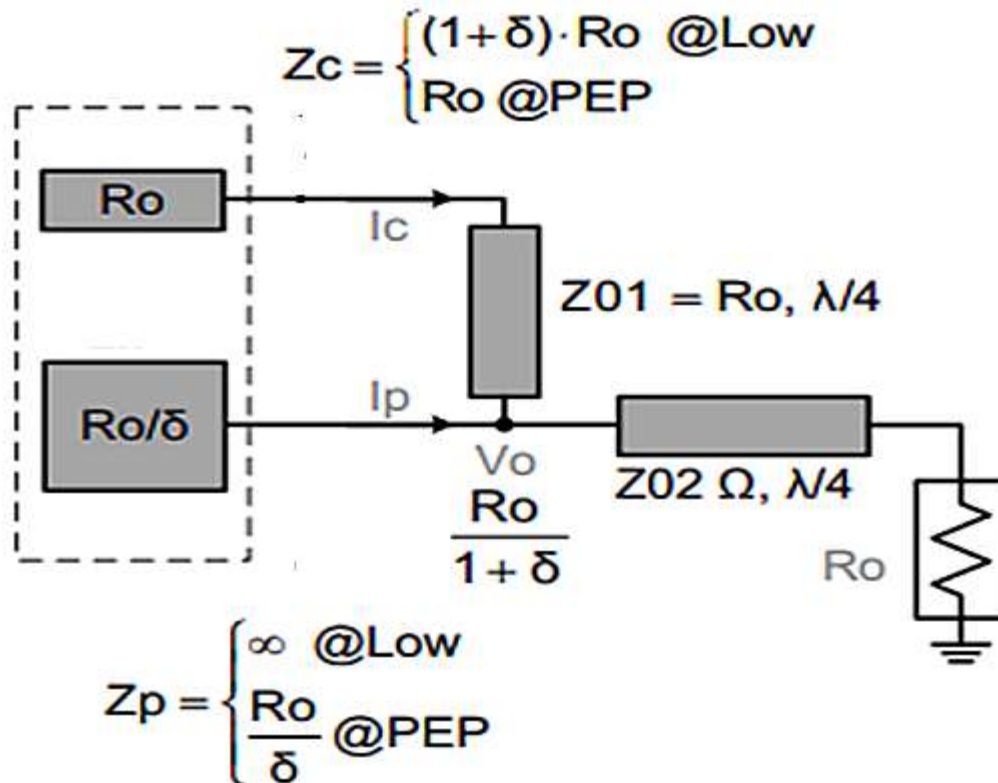 Zc = { (1+δ)·Ro @Low
Ro @PEP
Ro
Ic
Z01 = Ro, λ/4
Ro/δ
Ip
Vo
Ro
1+δ
Z02 Ω, λ/4
Ro
Zp = { ∞ @Low
Ro
δ @PEP